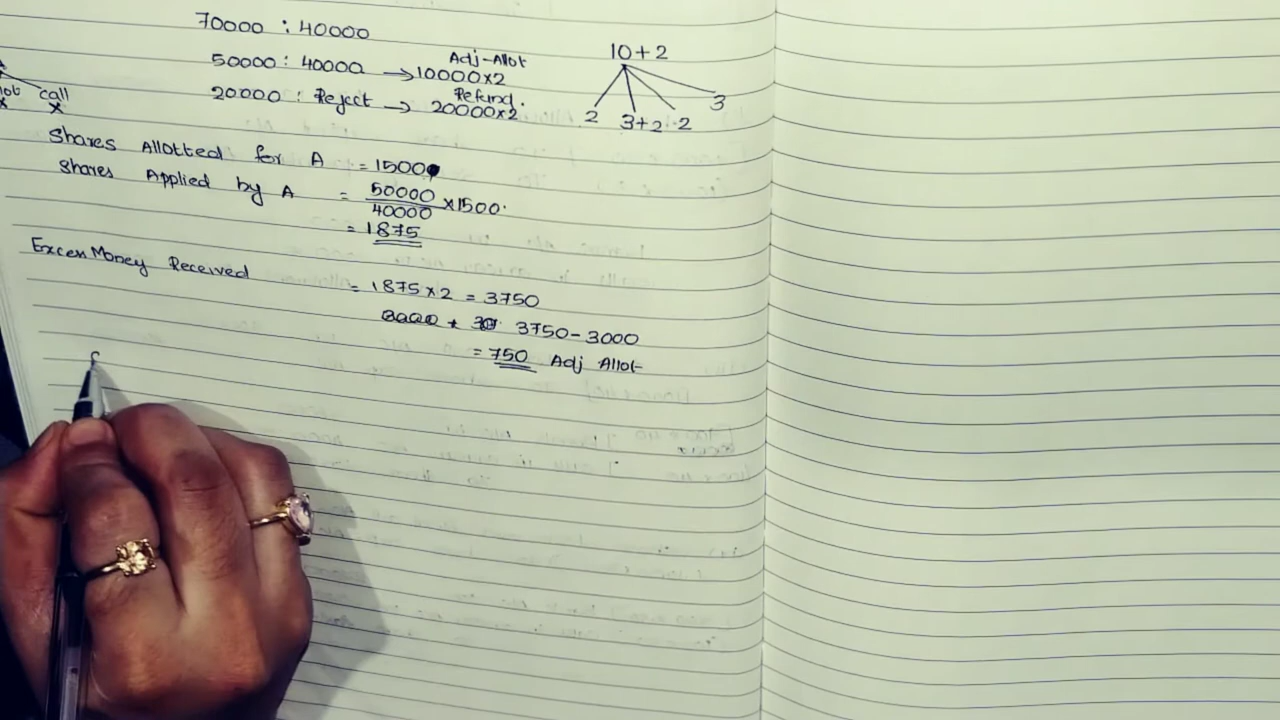 70000 : 40000
50000 : 40000 → 10000×2 Adj-Allot
20000 : Reject → 20000×2 Refund.
10+2
2 3+2 2 3
call
×
Shares Allotted for A = 1500
Shares Applied by A = 50000/40000 ×1500.
= 1875
Excess Money Received = 1875×2 = 3750
3750-3000
= 750 Adj Allot